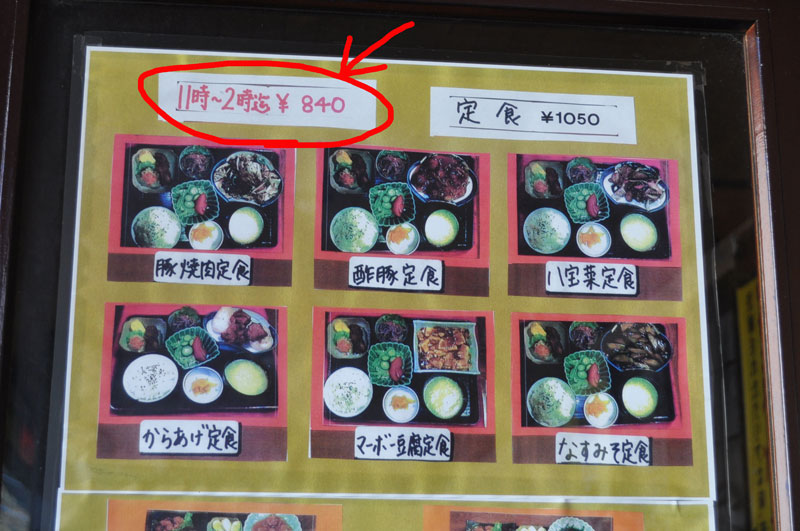 11時~2時迄¥840
定食 ¥1050
豚焼肉定食
酢豚定食
八宝菜定食
からあげ定食
マーボー豆腐定食
なすみそ定食